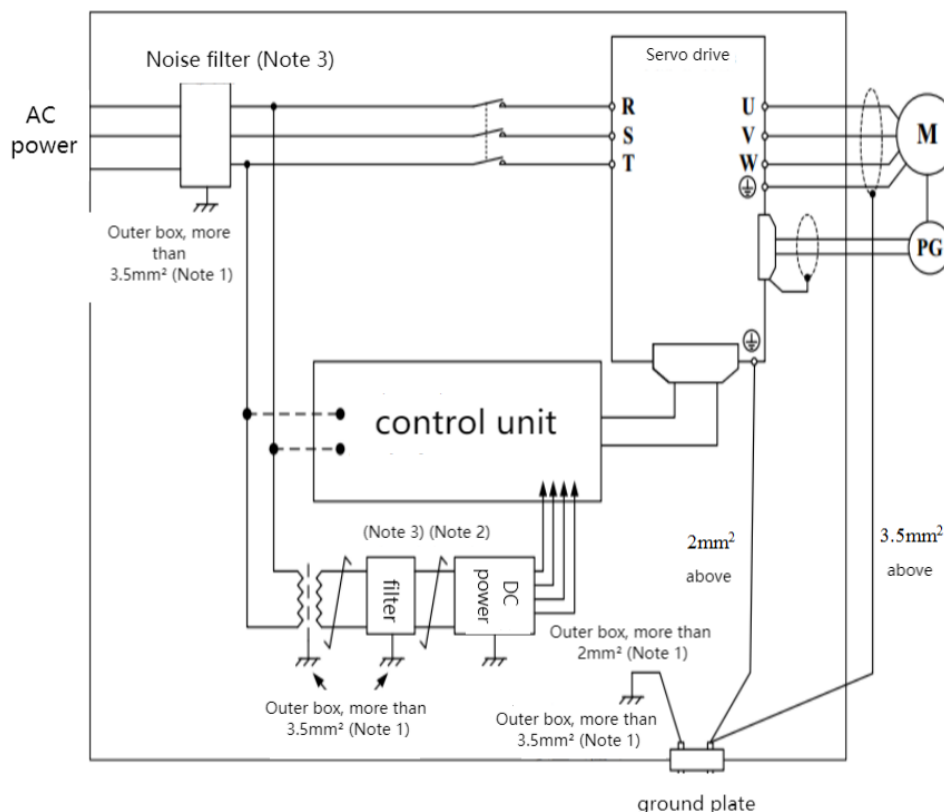 Noise filter (Note 3)
Servo drive
AC
power
R
S
T
U
V
W
M
PG
Outer box, more
than
3.5mm² (Note 1)
control unit
(Note 3) (Note 2)
filter
DC
power
2mm²
above
3.5mm²
above
Outer box, more than
2mm² (Note 1)
Outer box, more than
3.5mm² (Note 1)
Outer box, more than
3.5mm² (Note 1)
ground plate